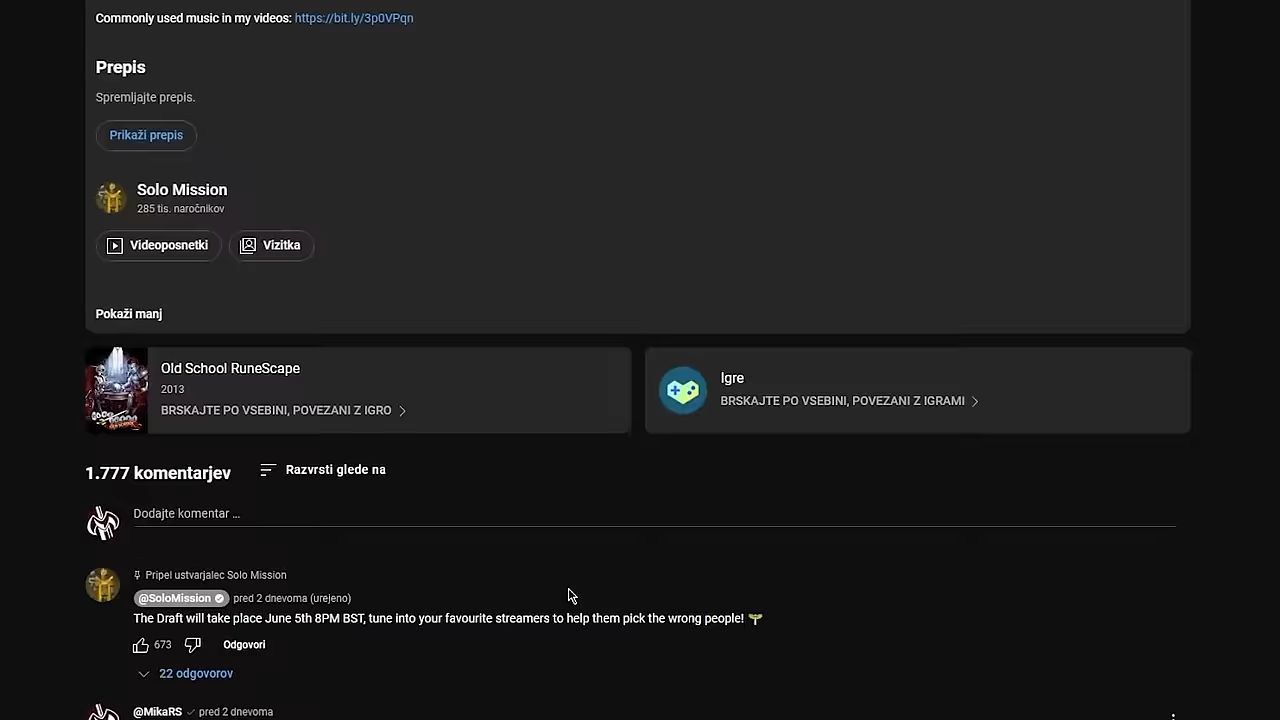 Commonly used music in my videos: https://bit.ly/3p0VPqn
Prepis
Spremljajte prepis.
Prikaži prepis
Solo Mission
285 tis. naročnikov
Videoposnetki
Vizitka
Pokaži manj
Old School RuneScape
2013
BRSKAJTE PO VSEBINI, POVEZANI Z IGRO
Igre
BRSKAJTE PO VSEBINI, POVEZANI Z IGRAMI
1.777 komentarjev
Razvrsti glede na
Dodajte komentar …
Pripel ustvarjalec Solo Mission
@SoloMission pred 2 dnevoma (urejeno)
The Draft will take place June 5th 8PM BST, tune into your favourite streamers to help them pick the wrong people!
673
Odgovori
22 odgovorov
@MikaRS pred 2 dnevoma